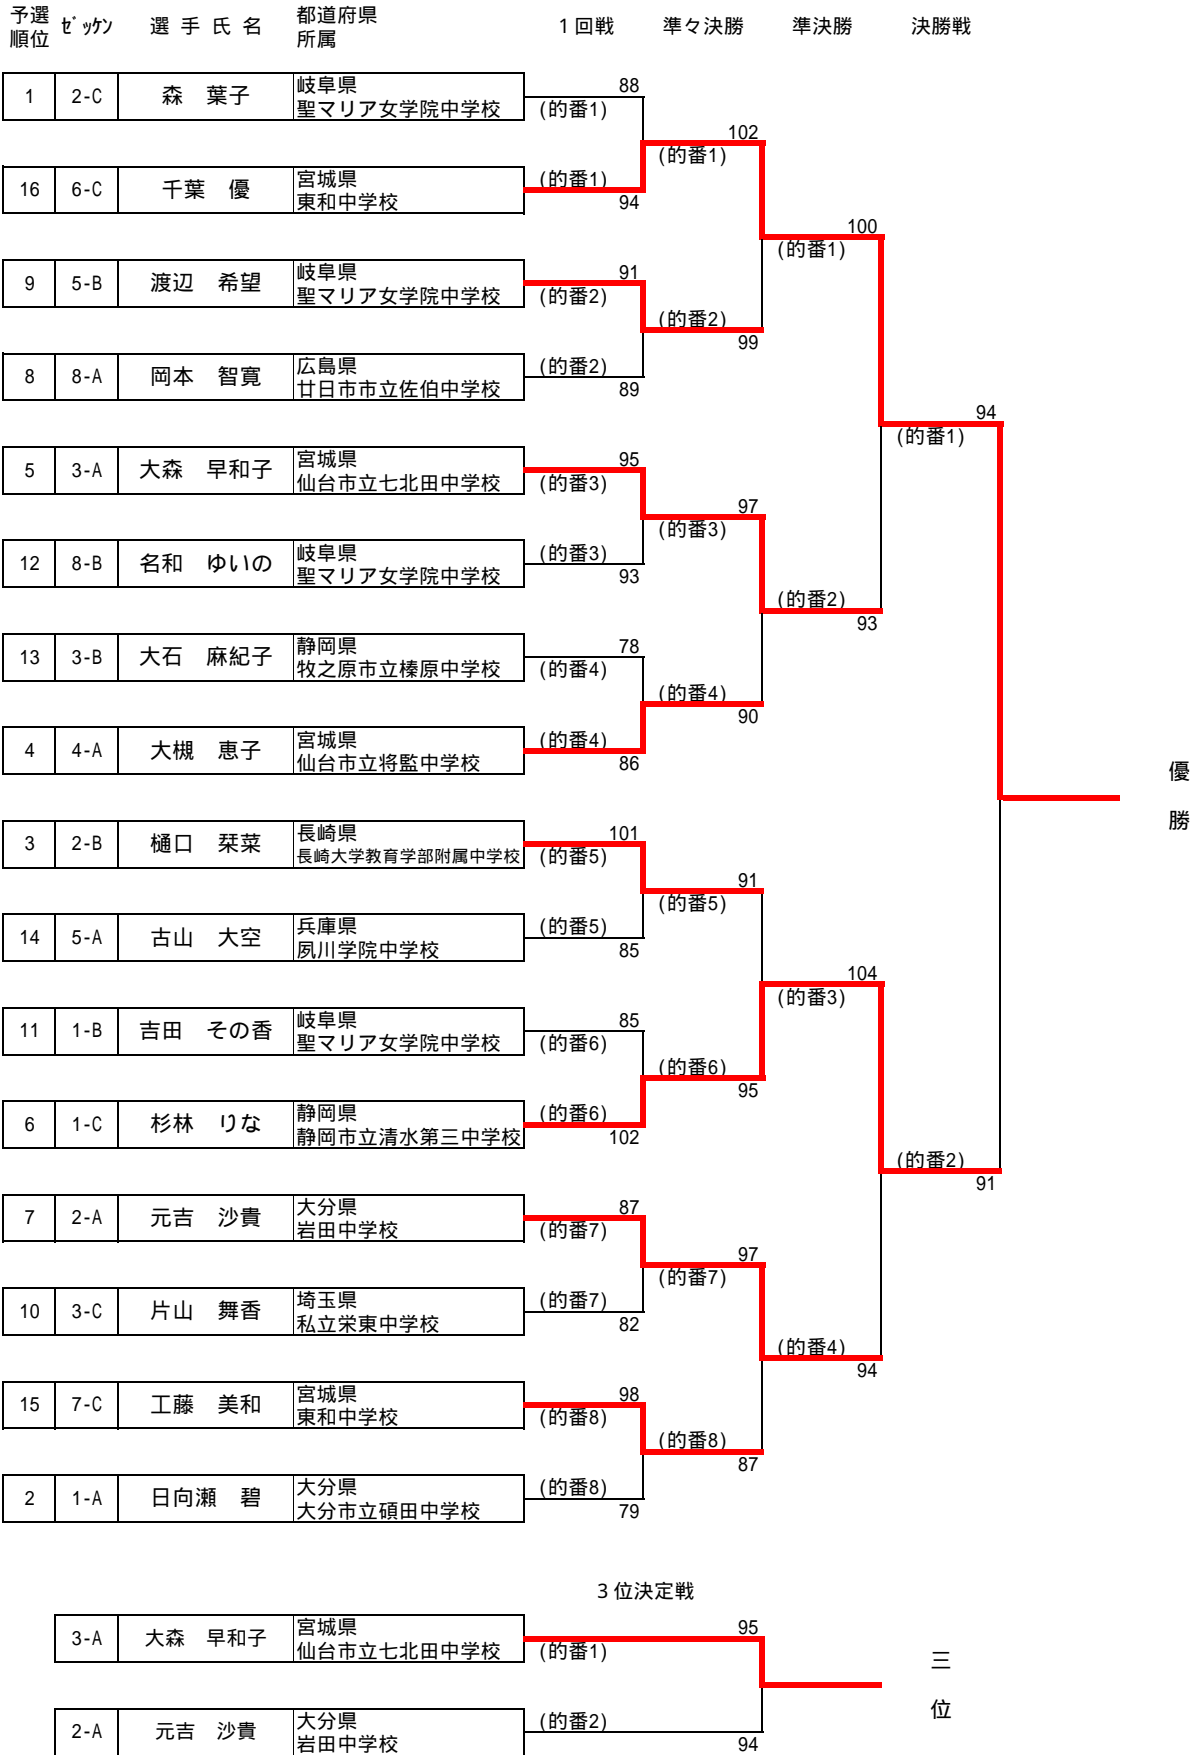 予選順位 ｾﾞｯｹﾝ 選手氏名 都道府県所属 1回戦 準々決勝 準決勝 決勝戦
1 2-C 森 葉子 岐阜県
聖マリア女学院中学校
88
(的番1)
102
(的番1)
16 6-C 千葉 優 宮城県
東和中学校
(的番1)
94
100
(的番1)
9 5-B 渡辺 希望 岐阜県
聖マリア女学院中学校
91
(的番2)
(的番2)
99
8 8-A 岡本 智寛 広島県
廿日市市立佐伯中学校
(的番2)
89
94
(的番1)
5 3-A 大森 早和子 宮城県
仙台市立七北田中学校
95
(的番3)
97
(的番3)
12 8-B 名和 ゆいの 岐阜県
聖マリア女学院中学校
(的番3)
93
(的番2)
93
13 3-B 大石 麻紀子 静岡県
牧之原市立榛原中学校
78
(的番4)
(的番4)
90
4 4-A 大槻 恵子 宮城県
仙台市立将監中学校
(的番4)
86
優
勝
3 2-B 樋口 栞菜 長崎県
長崎大学教育学部附属中学校
101
(的番5)
91
(的番5)
14 5-A 古山 大空 兵庫県
夙川学院中学校
(的番5)
85
104
(的番3)
11 1-B 吉田 その香 岐阜県
聖マリア女学院中学校
85
(的番6)
(的番6)
95
6 1-C 杉林 りな 静岡県
静岡市立清水第三中学校
(的番6)
102
(的番2)
91
7 2-A 元吉 沙貴 大分県
岩田中学校
87
(的番7)
97
(的番7)
10 3-C 片山 舞香 埼玉県
私立栄東中学校
(的番7)
82
(的番4)
94
15 7-C 工藤 美和 宮城県
東和中学校
98
(的番8)
(的番8)
87
2 1-A 日向瀬 碧 大分県
大分市立碩田中学校
(的番8)
79
3位決定戦
3-A 大森 早和子 宮城県
仙台市立七北田中学校
(的番1)
95
三
位
2-A 元吉 沙貴 大分県
岩田中学校
(的番2)
94